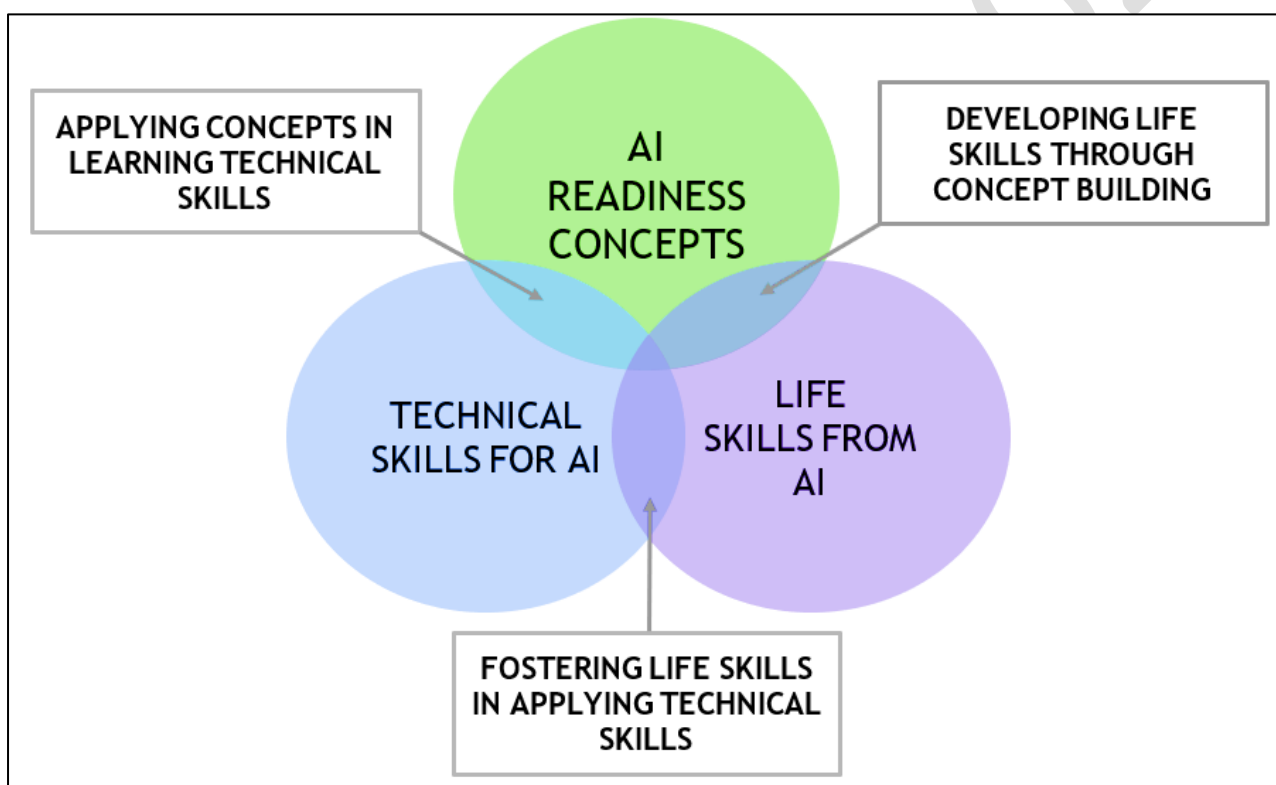 APPLYING CONCEPTS IN
LEARNING TECHNICAL
SKILLS
AI
READINESS
CONCEPTS
DEVELOPING LIFE
SKILLS THROUGH
CONCEPT BUILDING
TECHNICAL
SKILLS FOR AI
LIFE
SKILLS FROM
AI
FOSTERING LIFE SKILLS
IN APPLYING TECHNICAL
SKILLS